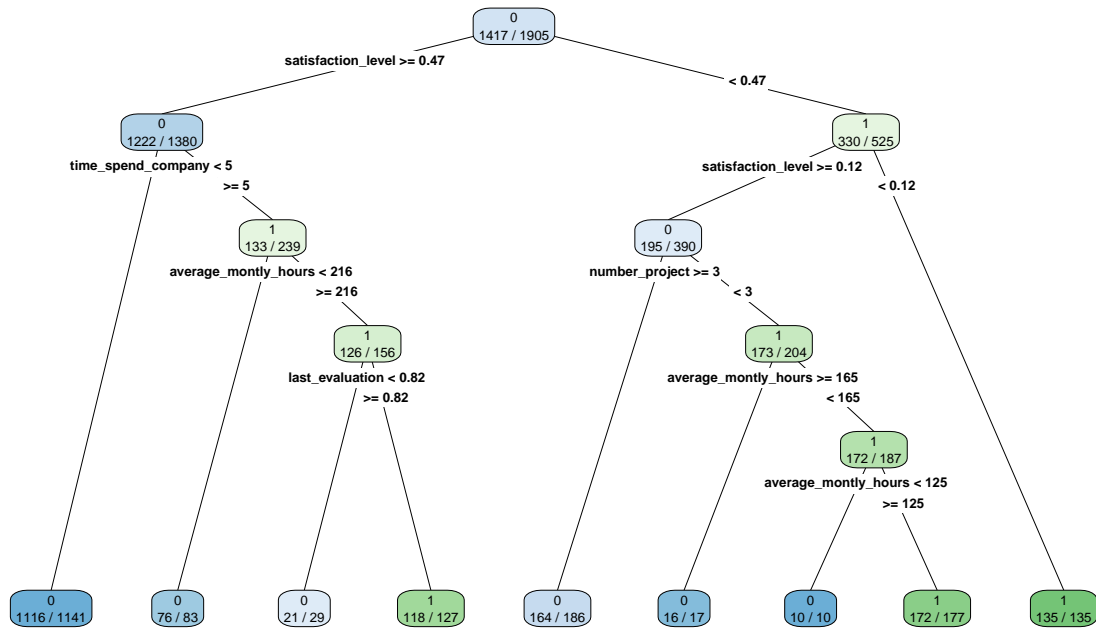 0
1417 / 1905
satisfaction_level >= 0.47
< 0.47
0
1222 / 1380
1
330 / 525
time_spend_company < 5
>= 5
satisfaction_level >= 0.12
< 0.12
1
133 / 239
0
195 / 390
average_montly_hours < 216
>= 216
number_project >= 3
< 3
1
126 / 156
1
173 / 204
last_evaluation < 0.82
>= 0.82
average_montly_hours >= 165
< 165
1
172 / 187
average_montly_hours < 125
>= 125
0
1116 / 1141
0
76 / 83
0
21 / 29
1
118 / 127
0
164 / 186
0
16 / 17
0
10 / 10
1
172 / 177
1
135 / 135